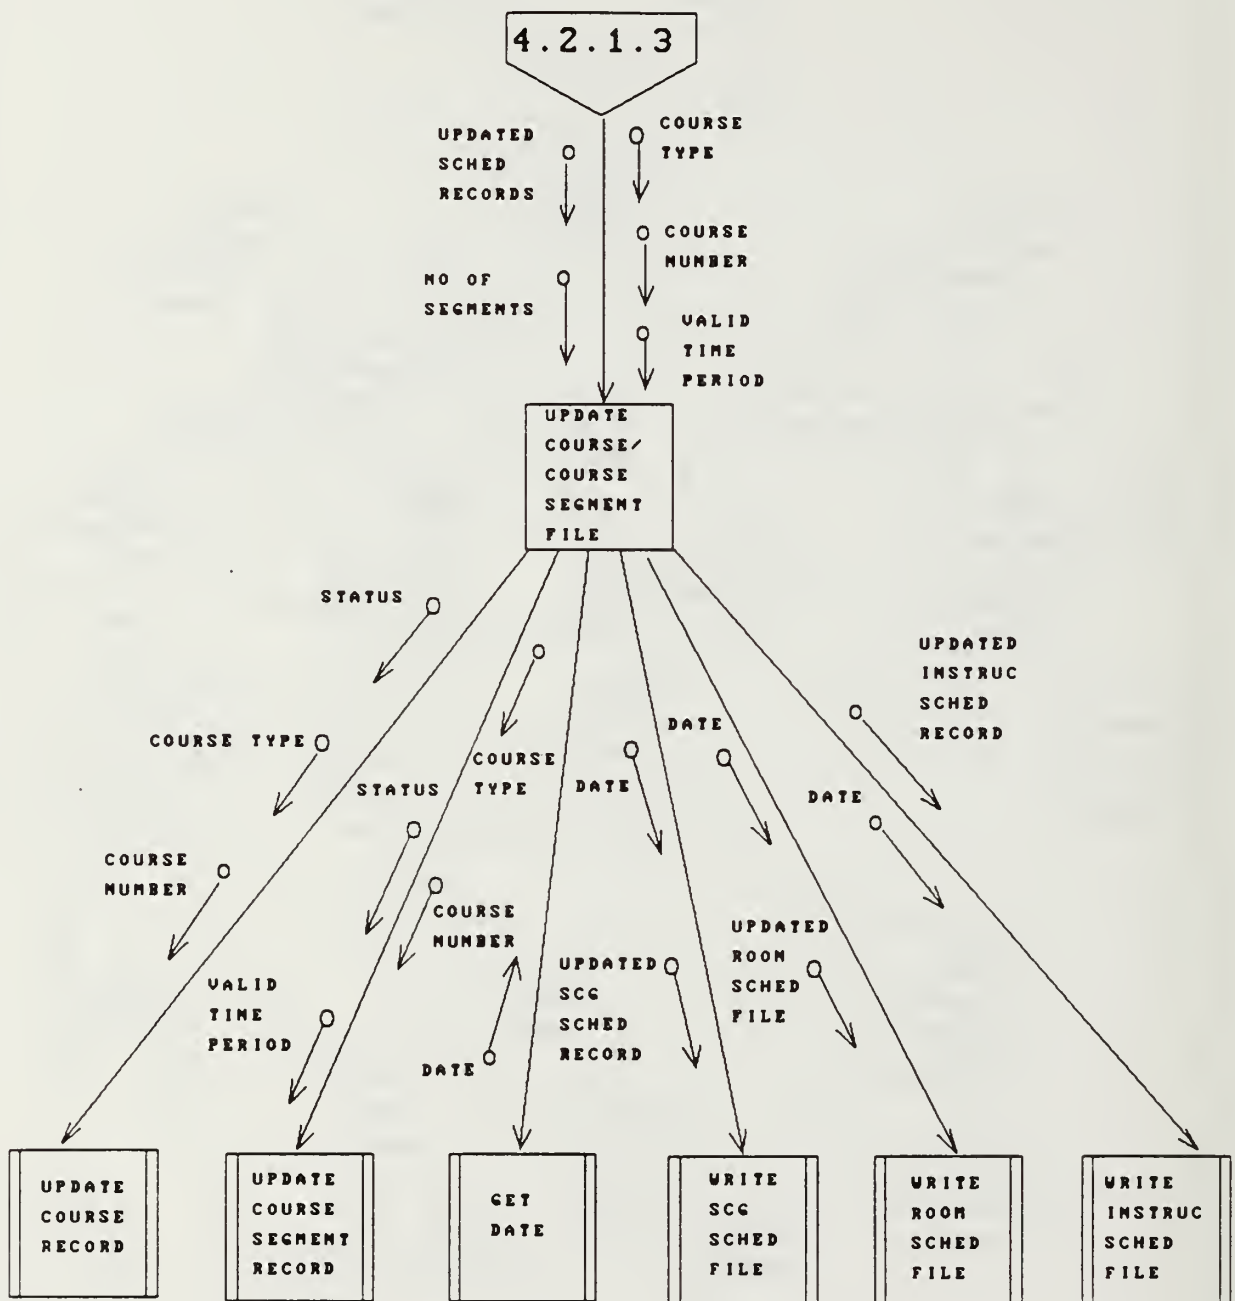 4.2.1.3
UPDATED
SCHED
RECORDS
COURSE
TYPE
COURSE
NUMBER
NO OF
SEGMENTS
VALID
TIME
PERIOD
UPDATE
COURSE/
COURSE
SEGMENT
FILE
STATUS
UPDATED
INSTRUC
SCHED
RECORD
COURSE TYPE
COURSE
TYPE
DATE
DATE
STATUS
DATE
COURSE
NUMBER
COURSE
NUMBER
UPDATED
ROOM
SCHED
FILE
UPDATED
SCG
SCHED
RECORD
VALID
TIME
PERIOD
DATE
UPDATE
COURSE
RECORD
UPDATE
COURSE
SEGMENT
RECORD
GET
DATE
WRITE
SCG
SCHED
FILE
WRITE
ROOM
SCHED
FILE
WRITE
INSTRUC
SCHED
FILE